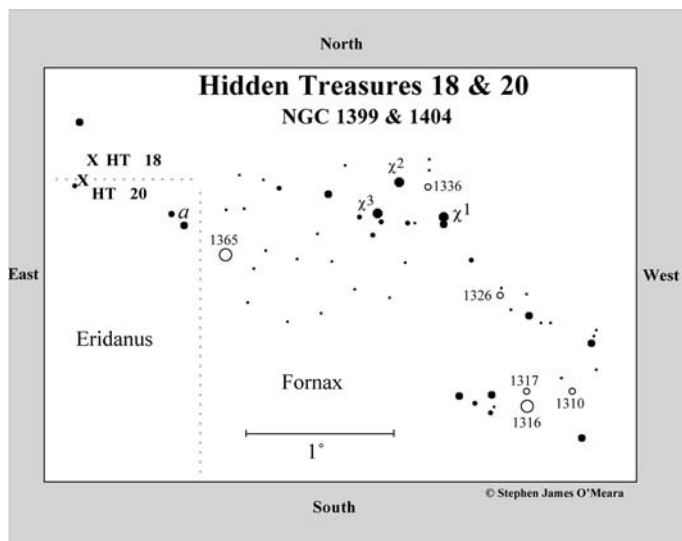 North
Hidden Treasures 18 & 20
NGC 1399 & 1404
X HT 18
X
HT 20
χ2
1336
χ3
χ1
a
1365
East
West
1326
Eridanus
Fornax
1317
1310
1316
1°
© Stephen James O’Meara
South